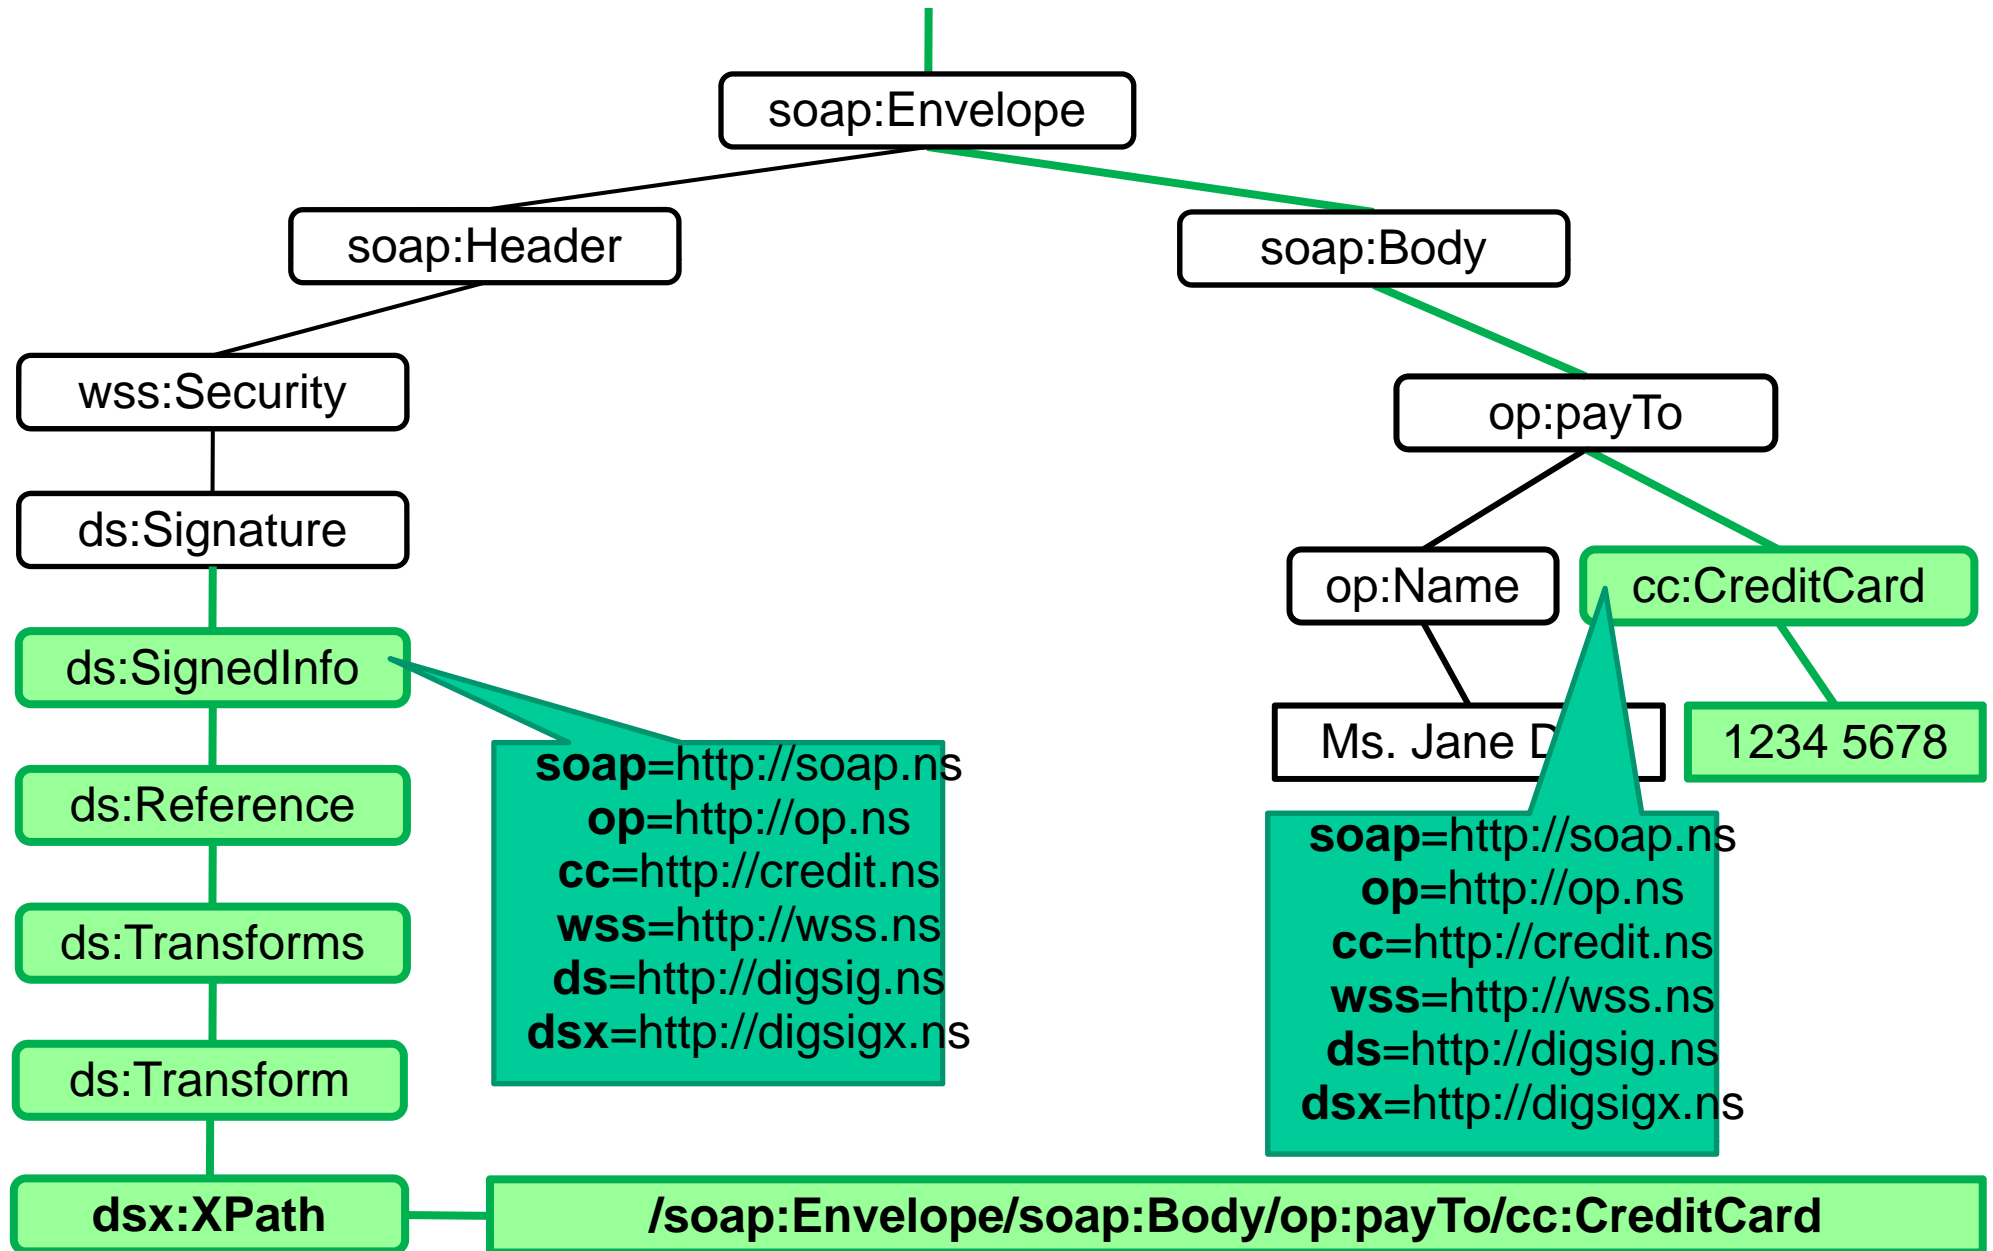 soap:Envelope
soap:Header
soap:Body
wss:Security
op:payTo
ds:Signature
op:Name
cc:CreditCard
ds:SignedInfo
Ms. Jane D
1234 5678
soap=http://soap.ns
op=http://op.ns
cc=http://credit.ns
wss=http://wss.ns
ds=http://digsig.ns
dsx=http://digsigx.ns
ds:Reference
ds:Transforms
ds:Transform
soap=http://soap.ns
op=http://op.ns
cc=http://credit.ns
wss=http://wss.ns
ds=http://digsig.ns
dsx=http://digsigx.ns
dsx:XPath
/soap:Envelope/soap:Body/op:payTo/cc:CreditCard